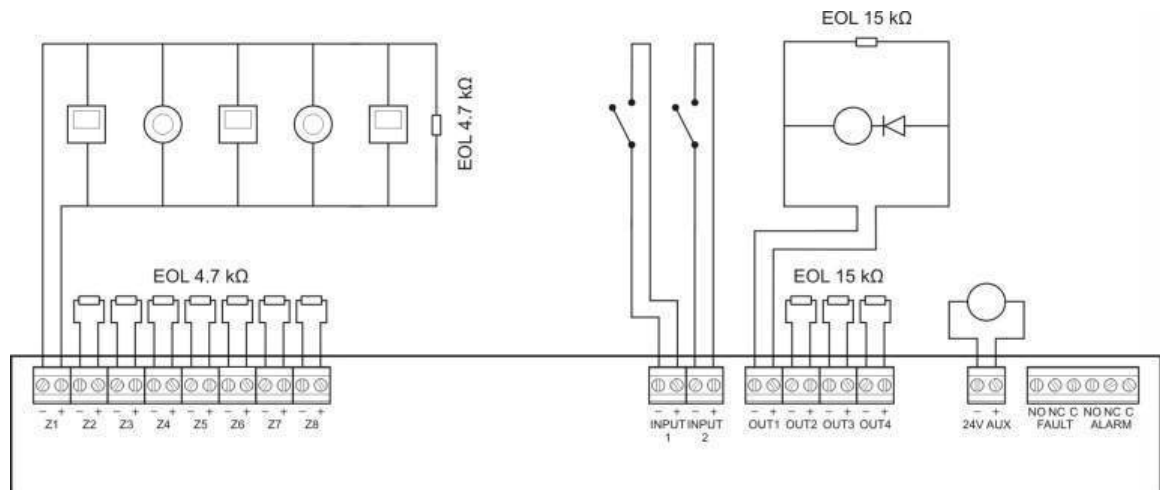 EOL 15 kΩ
EOL 4.7 kΩ
EOL 4.7 kΩ
EOL 15 kΩ
− + − + − + − + − + − + − + − +
Z1 Z2 Z3 Z4 Z5 Z6 Z7 Z8
− + − +
INPUT INPUT
1 2
− + − + − + − +
OUT1 OUT2 OUT3 OUT4
− +
24V AUX
NO NC C NO NC C
FAULT ALARM